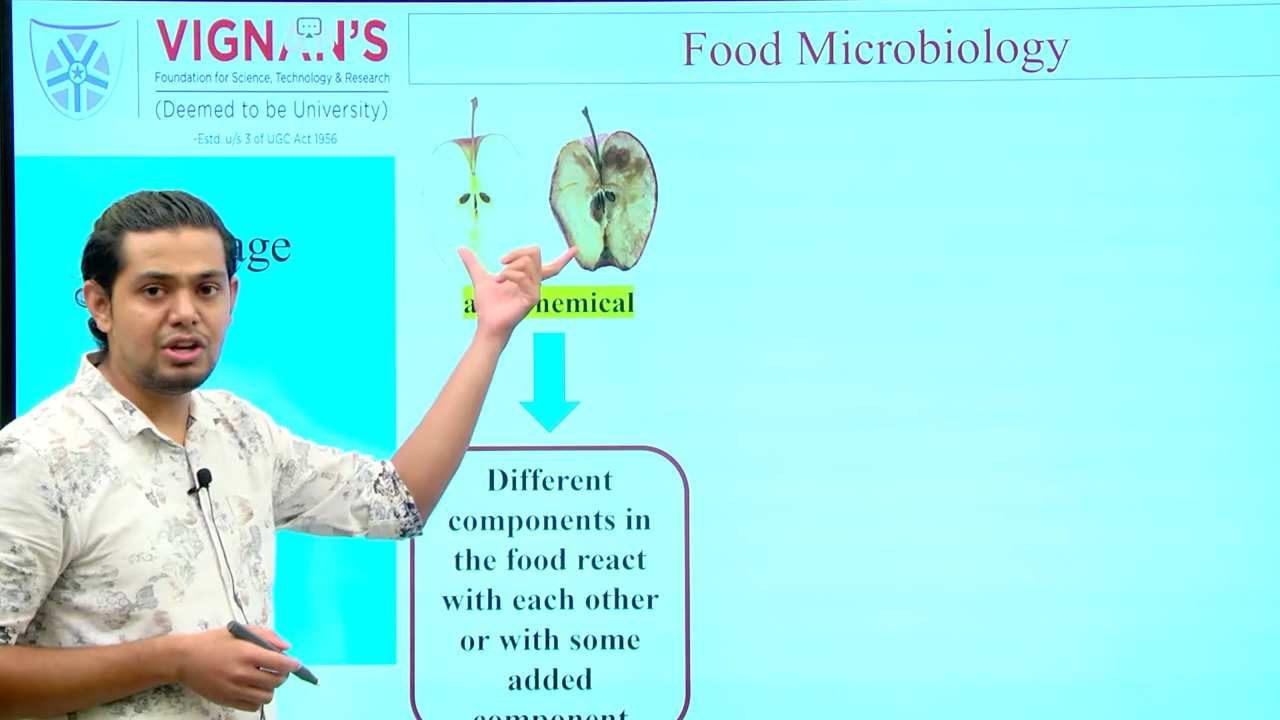 VIGNAN'S
Foundation for Science, Technology & Research
(Deemed to be University)
-Estd. u/s 3 of UGC Act 1956
Food Microbiology
Different
components in
the food react
with each other
or with some
added
component